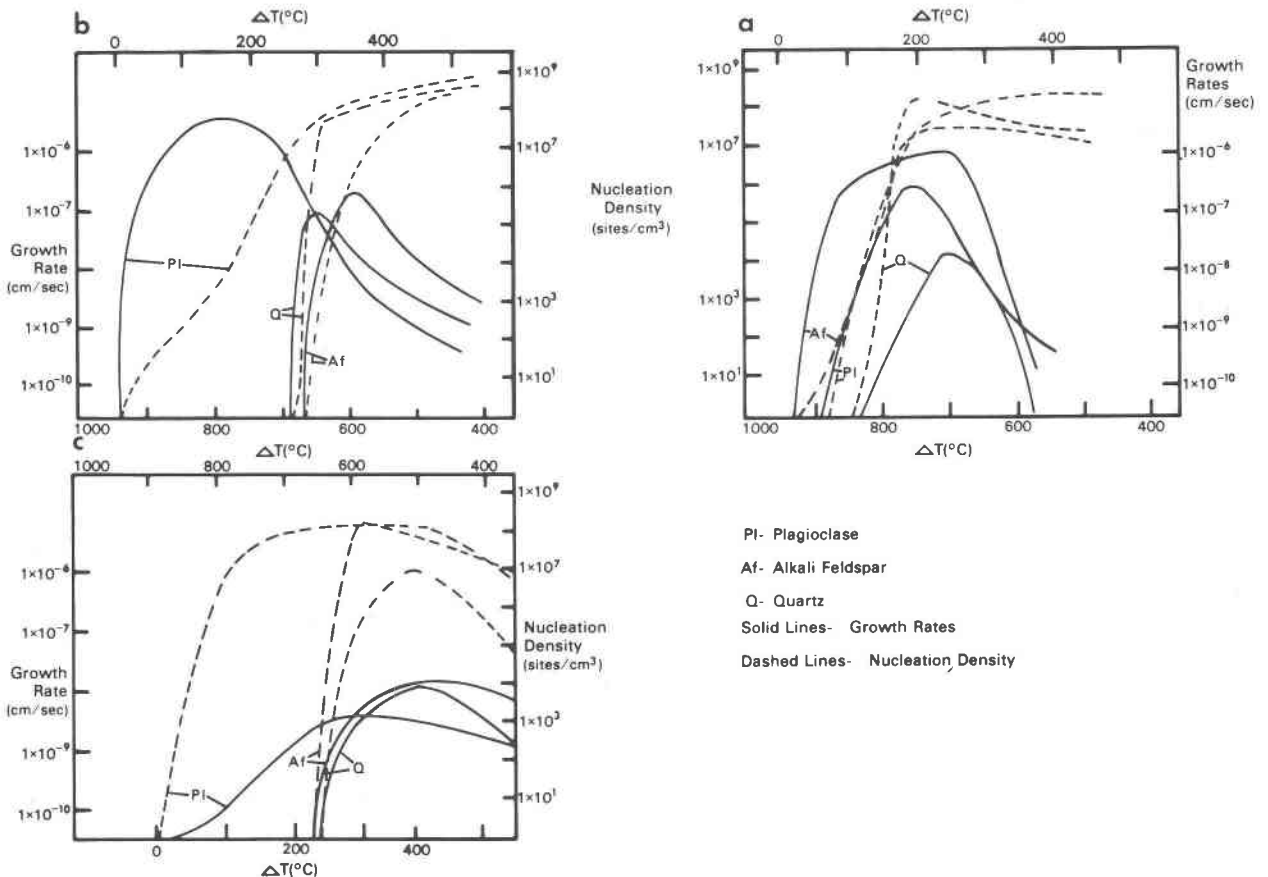 b
ΔT(°C)
0 200 400
1×10⁹
1×10⁷
1×10³
1×10¹
Nucleation
Density
(sites/cm³)
1×10⁻⁶
1×10⁻⁷
Growth
Rate
(cm/sec)
1×10⁻⁹
1×10⁻¹⁰
Pl
Q
Af
1000 800 600 400
a
ΔT(°C)
0 200 400
1×10⁹
1×10⁷
1×10³
1×10¹
Growth
Rates
(cm/sec)
1×10⁻⁶
1×10⁻⁷
1×10⁻⁸
1×10⁻⁹
1×10⁻¹⁰
Af
Pl
Q
1000 800 600 400
ΔT(°C)
c
ΔT(°C)
1000 800 600 400
1×10⁹
1×10⁷
Nucleation
Density
(sites/cm³)
1×10³
1×10¹
1×10⁻⁶
1×10⁻⁷
Growth
Rate
(cm/sec)
1×10⁻⁹
1×10⁻¹⁰
Pl
Af
Q
0 200 400
ΔT(°C)
Pl- Plagioclase
Af- Alkali Feldspar
Q- Quartz
Solid Lines- Growth Rates
Dashed Lines- Nucleation Density